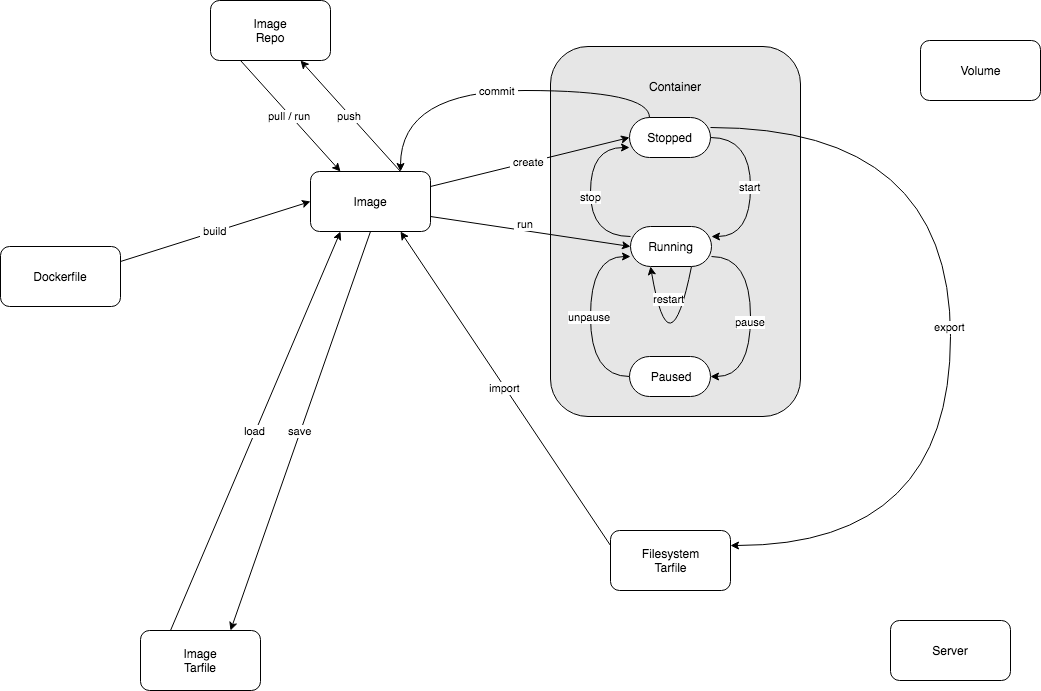 Image
Repo
Volume
Container
commit
pull / run
push
Stopped
create
start
stop
Image
run
build
Running
Dockerfile
restart
unpause
pause
export
Paused
import
load
save
Filesystem
Tarfile
Image
Tarfile
Server